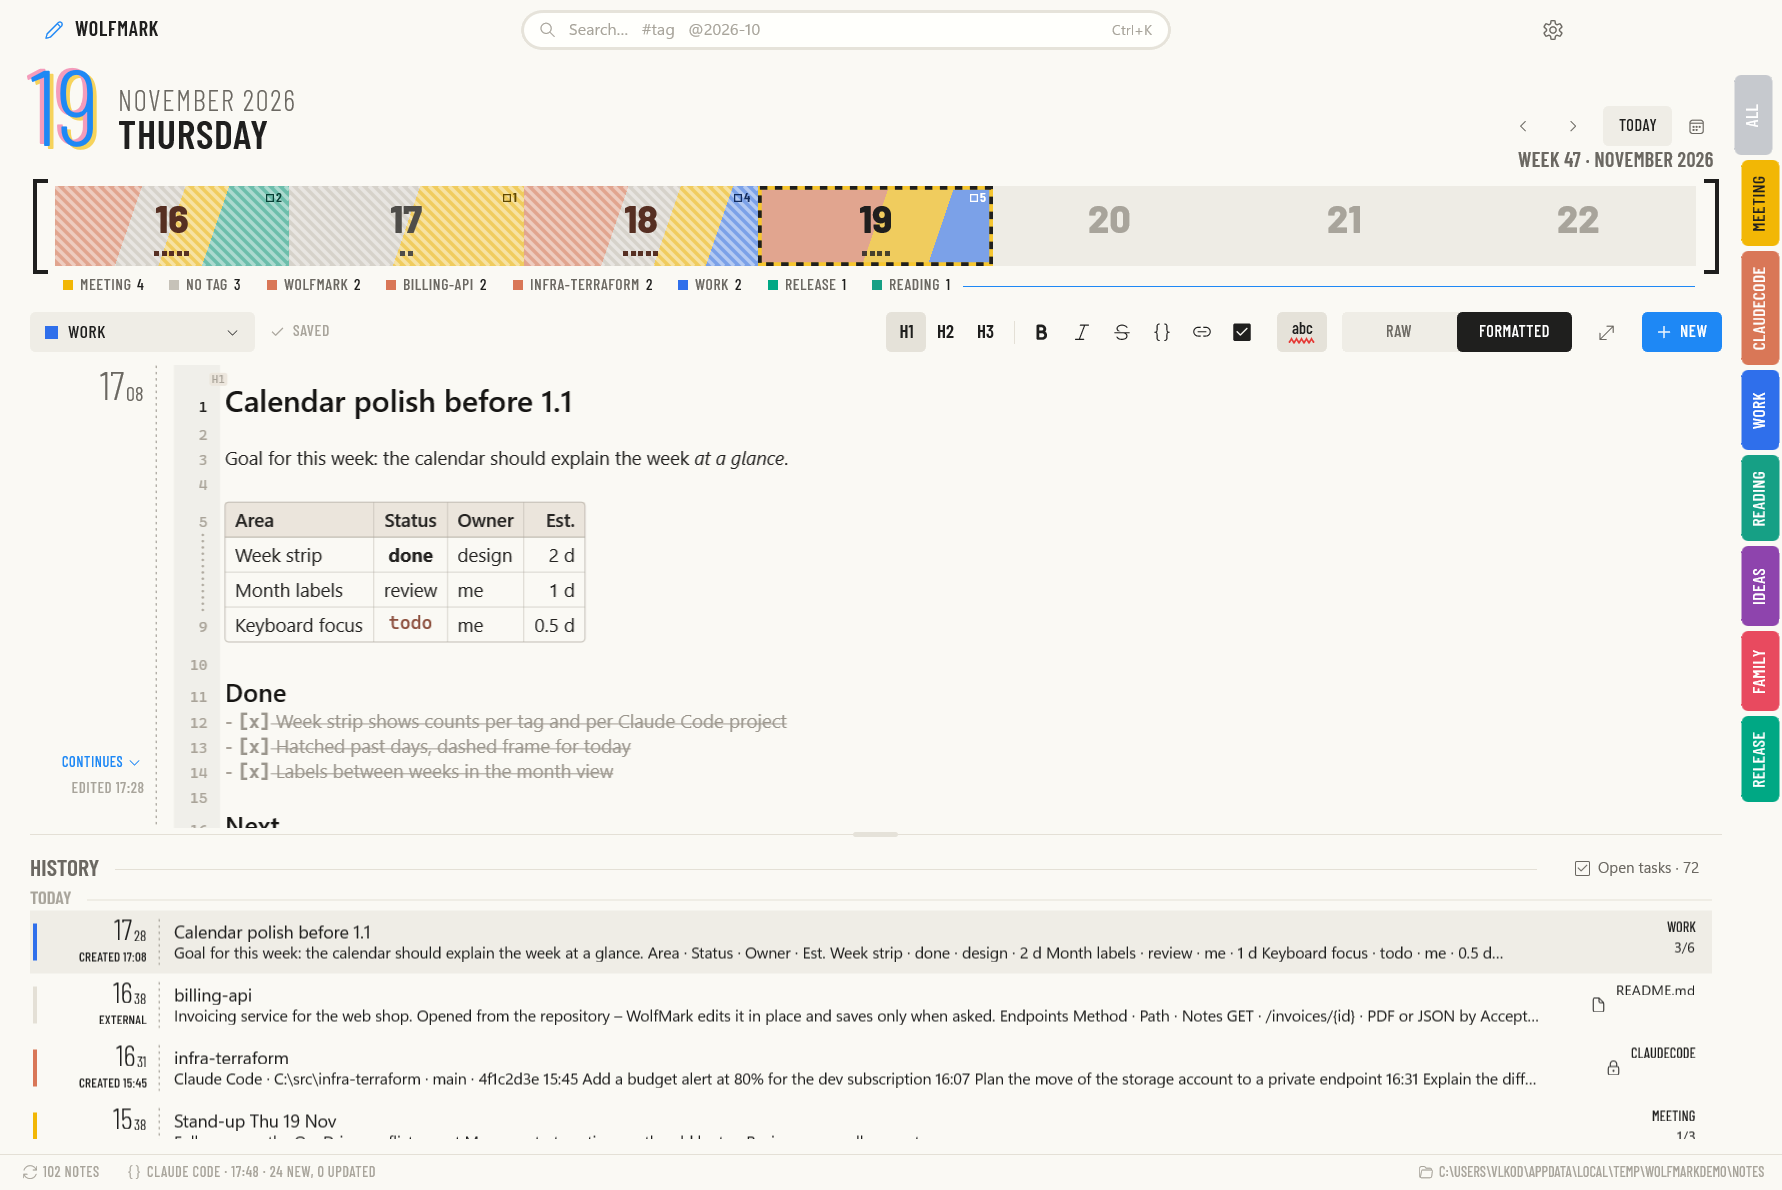 WOLFMARK
Search... #tag @2026-10 Ctrl+K
19
NOVEMBER 2026
THURSDAY
TODAY
WEEK 47 · NOVEMBER 2026
16 2
17 1
18 4
19 5
20
21
22
MEETING 4 NO TAG 3 WOLFMARK 2 BILLING-API 2 INFRA-TERRAFORM 2 WORK 2 RELEASE 1 READING 1
WORK
SAVED
H1 H2 H3 B I S {} abc RAW FORMATTED + NEW
17 08
H1
1 Calendar polish before 1.1
2
3 Goal for this week: the calendar should explain the week at a glance.
4
5 Area Status Owner Est.
Week strip done design 2 d
Month labels review me 1 d
9 Keyboard focus todo me 0.5 d
10
11 Done
12 - [x] Week strip shows counts per tag and per Claude Code project
13 - [x] Hatched past days, dashed frame for today
14 - [x] Labels between weeks in the month view
15
Next
CONTINUES
EDITED 17:28
ALL
MEETING
CLAUDECODE
WORK
READING
IDEAS
FAMILY
RELEASE
HISTORY
Open tasks · 72
TODAY
17 28
CREATED 17:08
Calendar polish before 1.1
Goal for this week: the calendar should explain the week at a glance. Area · Status · Owner · Est. Week strip · done · design · 2 d Month labels · review · me · 1 d Keyboard focus · todo · me · 0.5 d...
WORK
3/6
16 38
EXTERNAL
billing-api
Invoicing service for the web shop. Opened from the repository – WolfMark edits it in place and saves only when asked. Endpoints Method · Path · Notes GET · /invoices/{id} · PDF or JSON by Accept...
README.md
16 31
CREATED 15:45
infra-terraform
Claude Code · C:\src\infra-terraform · main · 4f1c2d3e 15:45 Add a budget alert at 80% for the dev subscription 16:07 Plan the move of the storage account to a private endpoint 16:31 Explain the diff...
CLAUDECODE
15 38
Stand-up Thu 19 Nov
MEETING
1/3
102 NOTES
{} CLAUDE CODE · 17:48 · 24 NEW, 0 UPDATED
C:\USERS\VLKOD\APPDATA\LOCAL\TEMP\WOLFMARKDEMO\NOTES